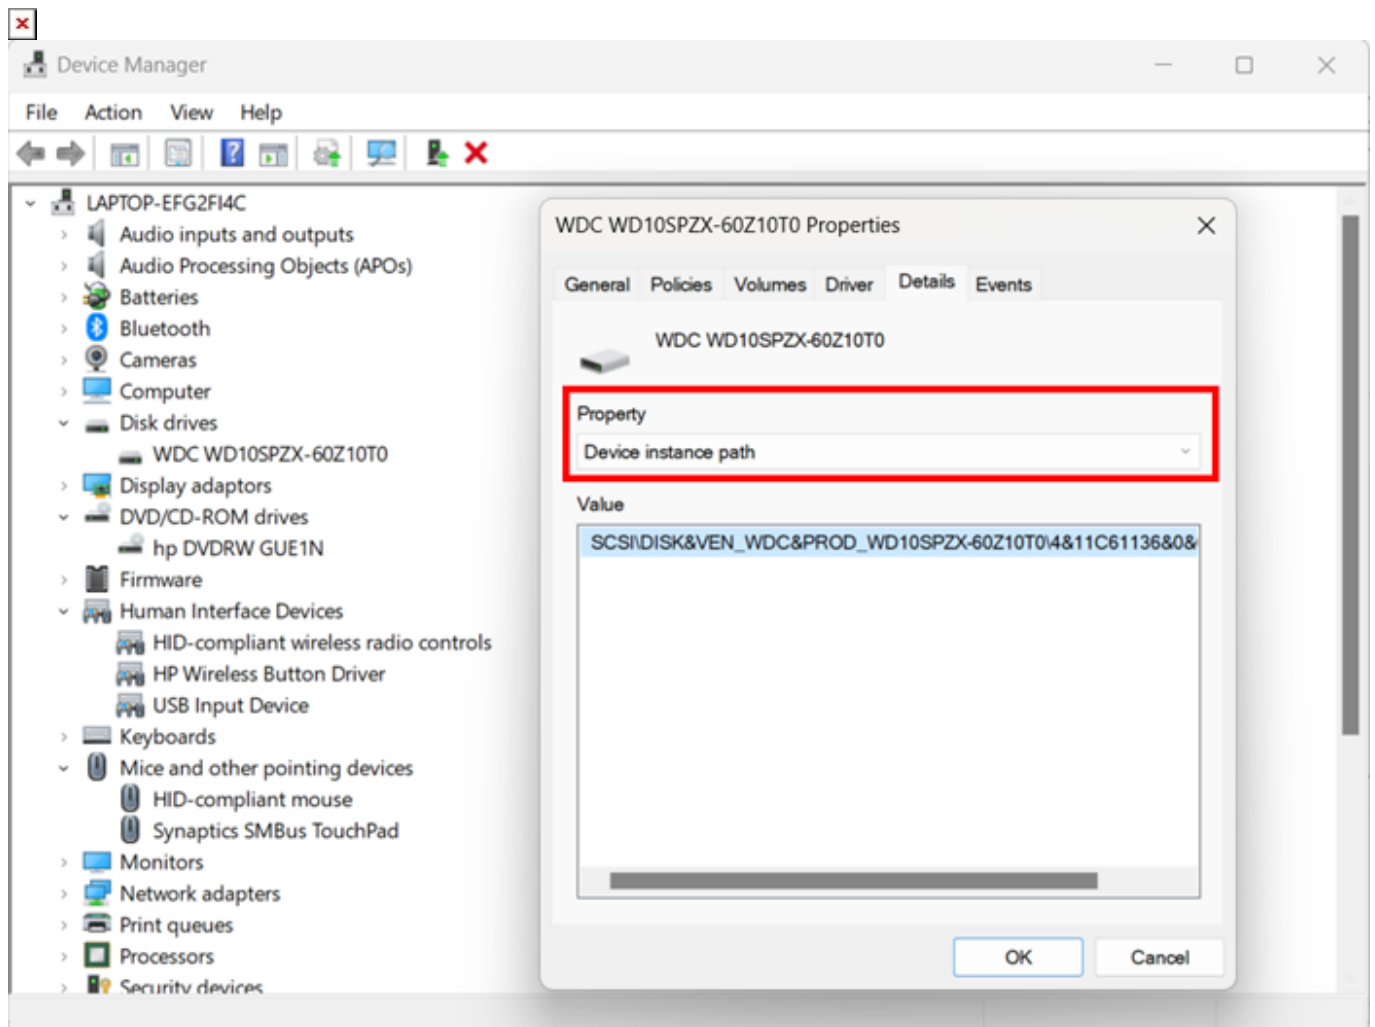 Device Manager
File Action View Help
LAPTOP-EFG2FI4C
Audio inputs and outputs
Audio Processing Objects (APOs)
Batteries
Bluetooth
Cameras
Computer
Disk drives
WDC WD10SPZX-60Z10T0
Display adaptors
DVD/CD-ROM drives
hp DVDRW GUE1N
Firmware
Human Interface Devices
HID-compliant wireless radio controls
HP Wireless Button Driver
USB Input Device
Keyboards
Mice and other pointing devices
HID-compliant mouse
Synaptics SMBus TouchPad
Monitors
Network adapters
Print queues
Processors
Security devices
WDC WD10SPZX-60Z10T0 Properties
General Policies Volumes Driver Details Events
WDC WD10SPZX-60Z10T0
Property
Device instance path
Value
SCSI\DISK&VEN_WDC&PROD_WD10SPZX-60Z10T0\4&11C61136&0&
OK Cancel